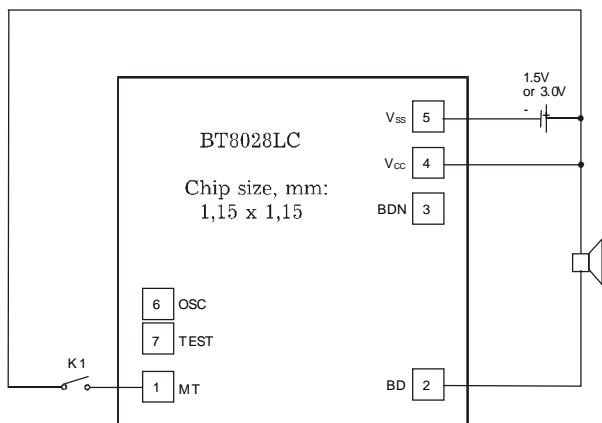 1.5V
or 3.0V
-
+
Vss
5
BT8028LC
Vcc
4
Chip size, mm:
1,15 x 1,15
BDN
3
6
OSC
7
TEST
K1
1
MT
BD
2